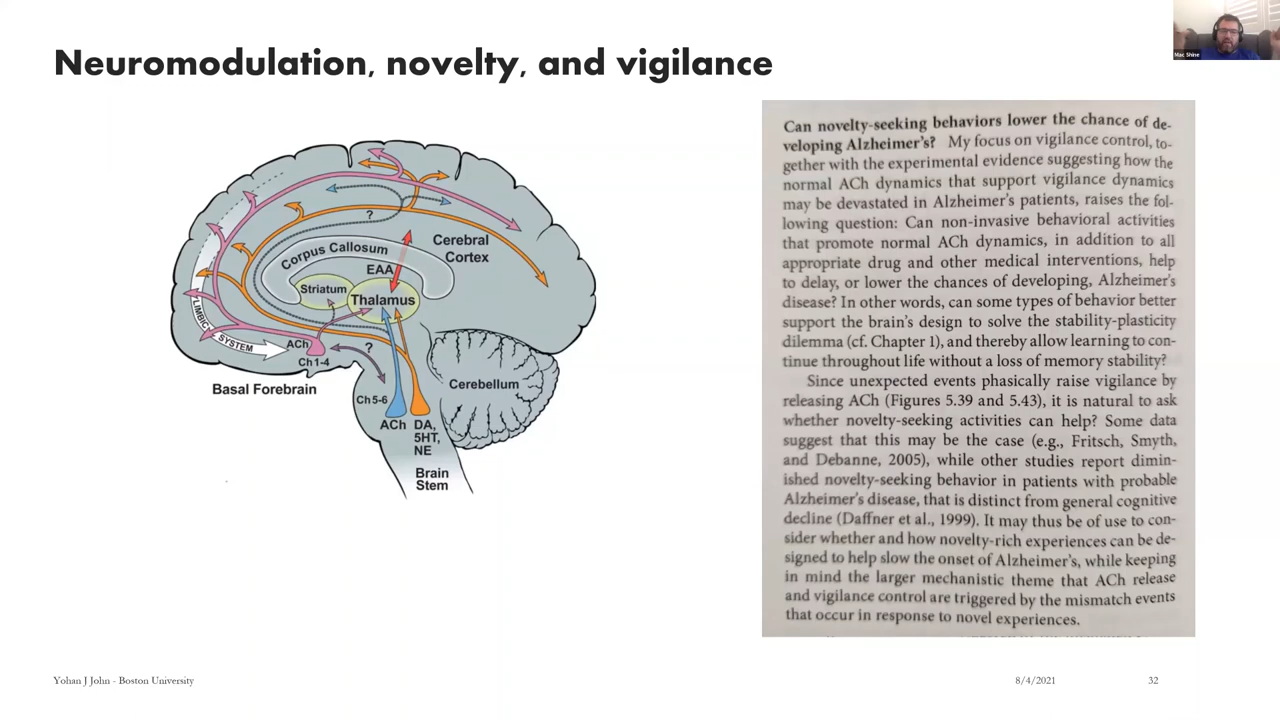 Neuromodulation, novelty, and vigilance
Mac Shine
Corpus Callosum
Cerebral
Cortex
EAA
Striatum
Thalamus
?
LIMBIC SYSTEM
ACh
Ch1-4
?
Basal Forebrain
Cerebellum
Ch5-6
ACh
DA,
5HT,
NE
Brain
Stem
Can novelty-seeking behaviors lower the chance of de-
veloping Alzheimer's? My focus on vigilance control, to-
gether with the experimental evidence suggesting how the
normal ACh dynamics that support vigilance dynamics
may be devastated in Alzheimer's patients, raises the fol-
lowing question: Can non-invasive behavioral activities
that promote normal ACh dynamics, in addition to all
appropriate drug and other medical interventions, help
to delay, or lower the chances of developing, Alzheimer's
disease? In other words, can some types of behavior better
support the brain's design to solve the stability-plasticity
dilemma (cf. Chapter 1), and thereby allow learning to con-
tinue throughout life without a loss of memory stability?
Since unexpected events phasically raise vigilance by
releasing ACh (Figures 5.39 and 5.43), it is natural to ask
whether novelty-seeking activities can help? Some data
suggest that this may be the case (e.g., Fritsch, Smyth,
and Debanne, 2005), while other studies report dimin-
ished novelty-seeking behavior in patients with probable
Alzheimer's disease, that is distinct from general cognitive
decline (Daffner et al., 1999). It may thus be of use to con-
sider whether and how novelty-rich experiences can be de-
signed to help slow the onset of Alzheimer's, while keeping
in mind the larger mechanistic theme that ACh release
and vigilance control are triggered by the mismatch events
that occur in response to novel experiences.
Yohan J John - Boston University
8/4/2021
32